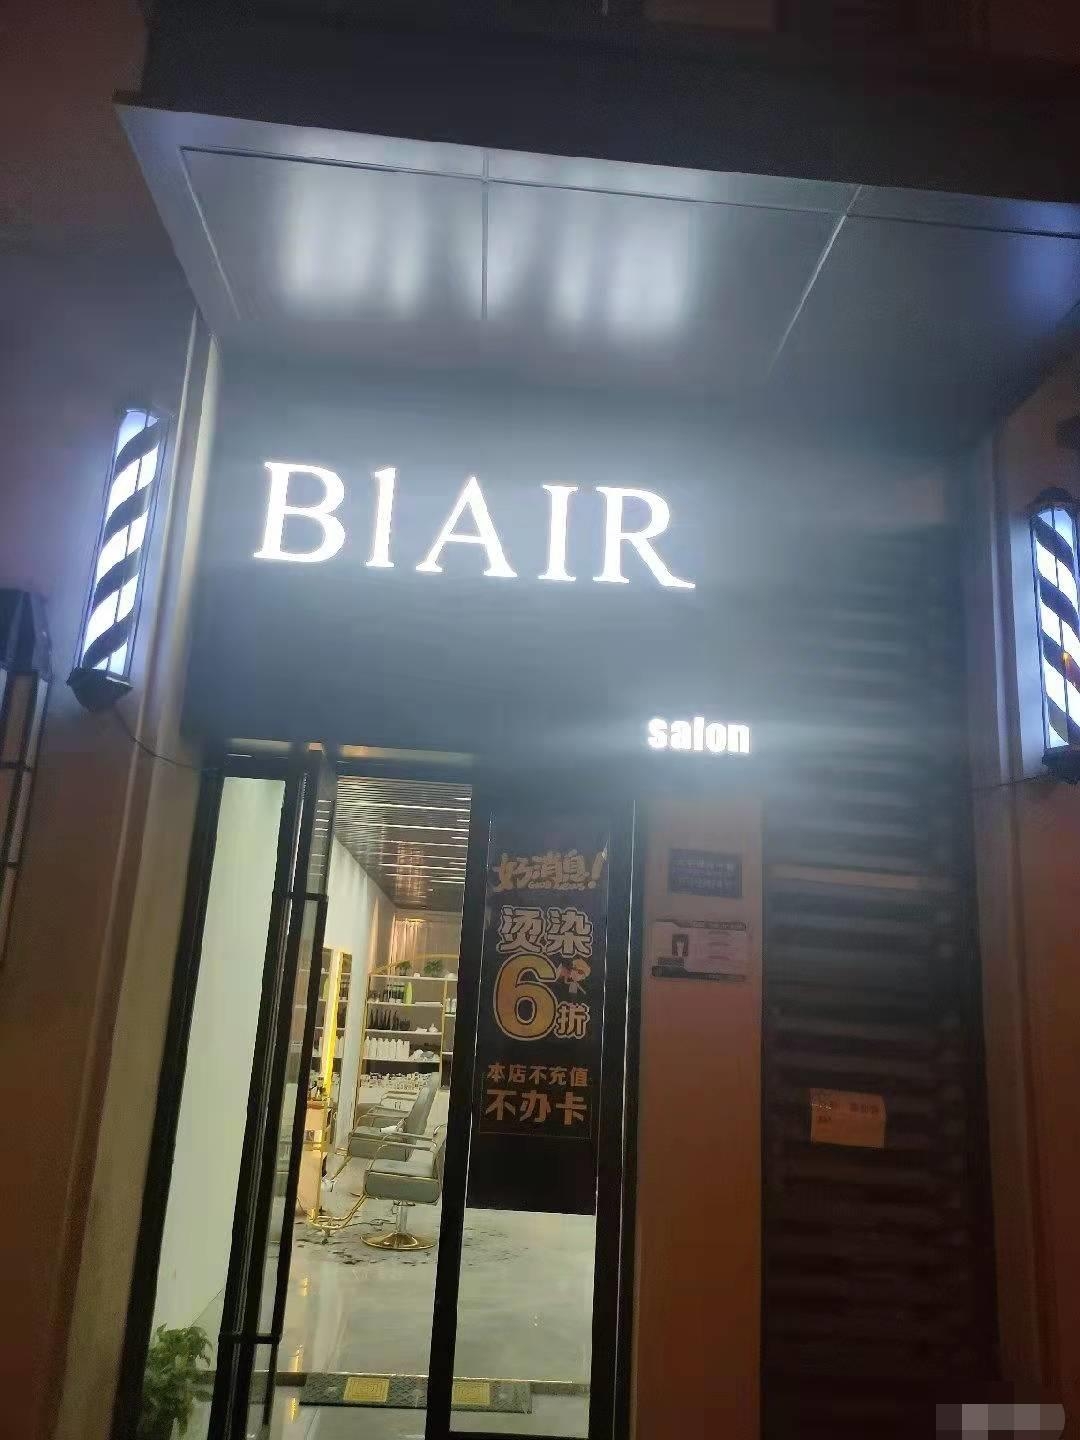 BlAIR
salon
好消息!
烫染
6折
本店不充值
不办卡